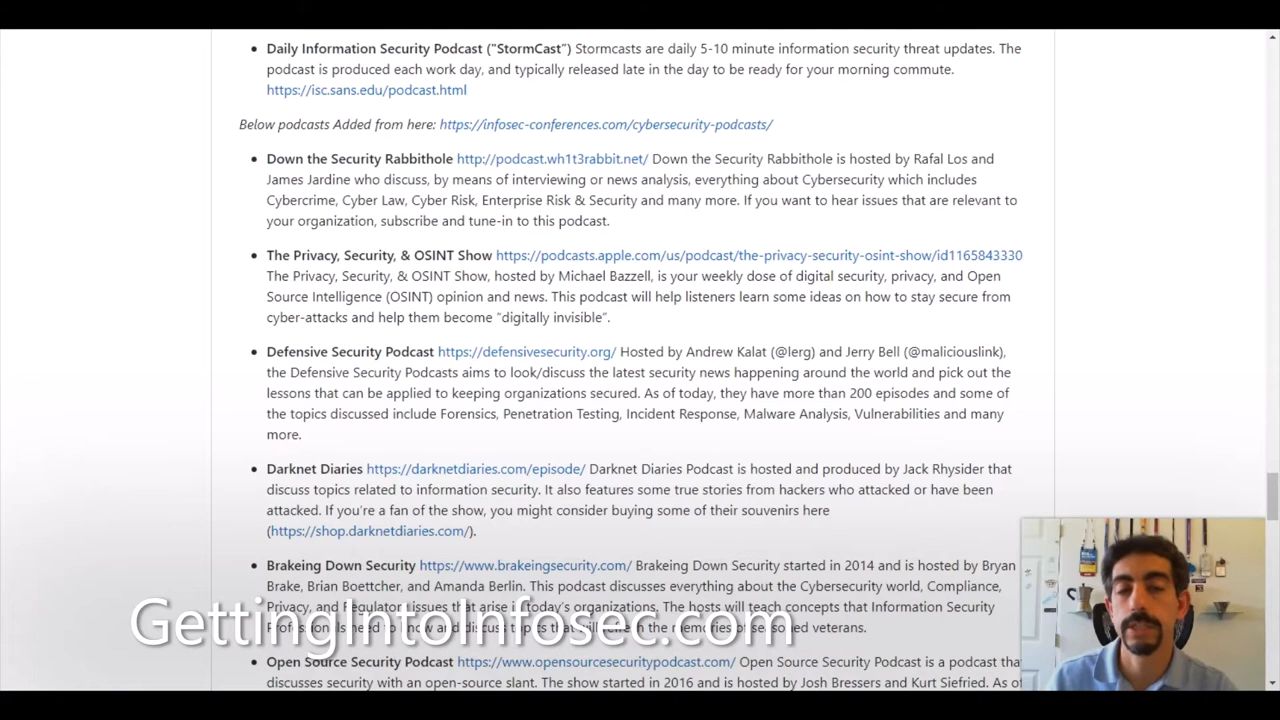 Daily Information Security Podcast ("StormCast") Stormcasts are daily 5-10 minute information security threat updates. The
podcast is produced each work day, and typically released late in the day to be ready for your morning commute.
https://isc.sans.edu/podcast.html
Below podcasts Added from here: https://infosec-conferences.com/cybersecurity-podcasts/
Down the Security Rabbithole http://podcast.wh1t3rabbit.net/ Down the Security Rabbithole is hosted by Rafal Los and
James Jardine who discuss, by means of interviewing or news analysis, everything about Cybersecurity which includes
Cybercrime, Cyber Law, Cyber Risk, Enterprise Risk & Security and many more. If you want to hear issues that are relevant to
your organization, subscribe and tune-in to this podcast.
The Privacy, Security, & OSINT Show https://podcasts.apple.com/us/podcast/the-privacy-security-osint-show/id1165843330
The Privacy, Security, & OSINT Show, hosted by Michael Bazzell, is your weekly dose of digital security, privacy, and Open
Source Intelligence (OSINT) opinion and news. This podcast will help listeners learn some ideas on how to stay secure from
cyber-attacks and help them become “digitally invisible”.
Defensive Security Podcast https://defensivesecurity.org/ Hosted by Andrew Kalat (@lerg) and Jerry Bell (@maliciouslink),
the Defensive Security Podcasts aims to look/discuss the latest security news happening around the world and pick out the
lessons that can be applied to keeping organizations secured. As of today, they have more than 200 episodes and some of
the topics discussed include Forensics, Penetration Testing, Incident Response, Malware Analysis, Vulnerabilities and many
more.
Darknet Diaries https://darknetdiaries.com/episode/ Darknet Diaries Podcast is hosted and produced by Jack Rhysider that
discuss topics related to information security. It also features some true stories from hackers who attacked or have been
attacked. If you’re a fan of the show, you might consider buying some of their souvenirs here
(https://shop.darknetdiaries.com/).
Brakeing Down Security https://www.brakeingsecurity.com/ Brakeing Down Security started in 2014 and is hosted by Bryan
Brake, Brian Boettcher, and Amanda Berlin. This podcast discusses everything about the Cybersecurity world, Compliance,
Privacy, and Regulatory issues that arise in today's organizations. The hosts will teach concepts that Information Security
Professionals need to know and discuss topics that will refresh the memories of seasoned veterans.
GettingIntoInfosec.com
Open Source Security Podcast https://www.opensourcesecuritypodcast.com/ Open Source Security Podcast is a podcast tha
discusses security with an open-source slant. The show started in 2016 and is hosted by Josh Bressers and Kurt Siefried. As of